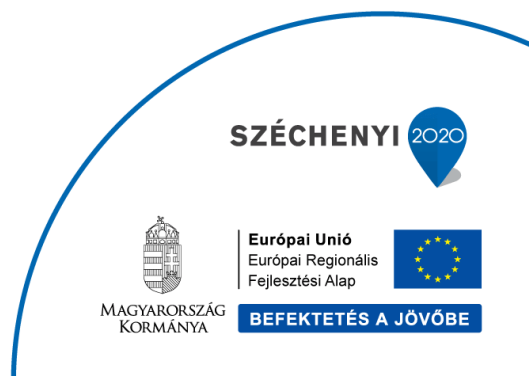 SZÉCHENYI 2020
Európai Unió
Európai Regionális
Fejlesztési Alap
MAGYARORSZÁG
KORMÁNYA
BEFEKTETÉS A JÖVŐBE